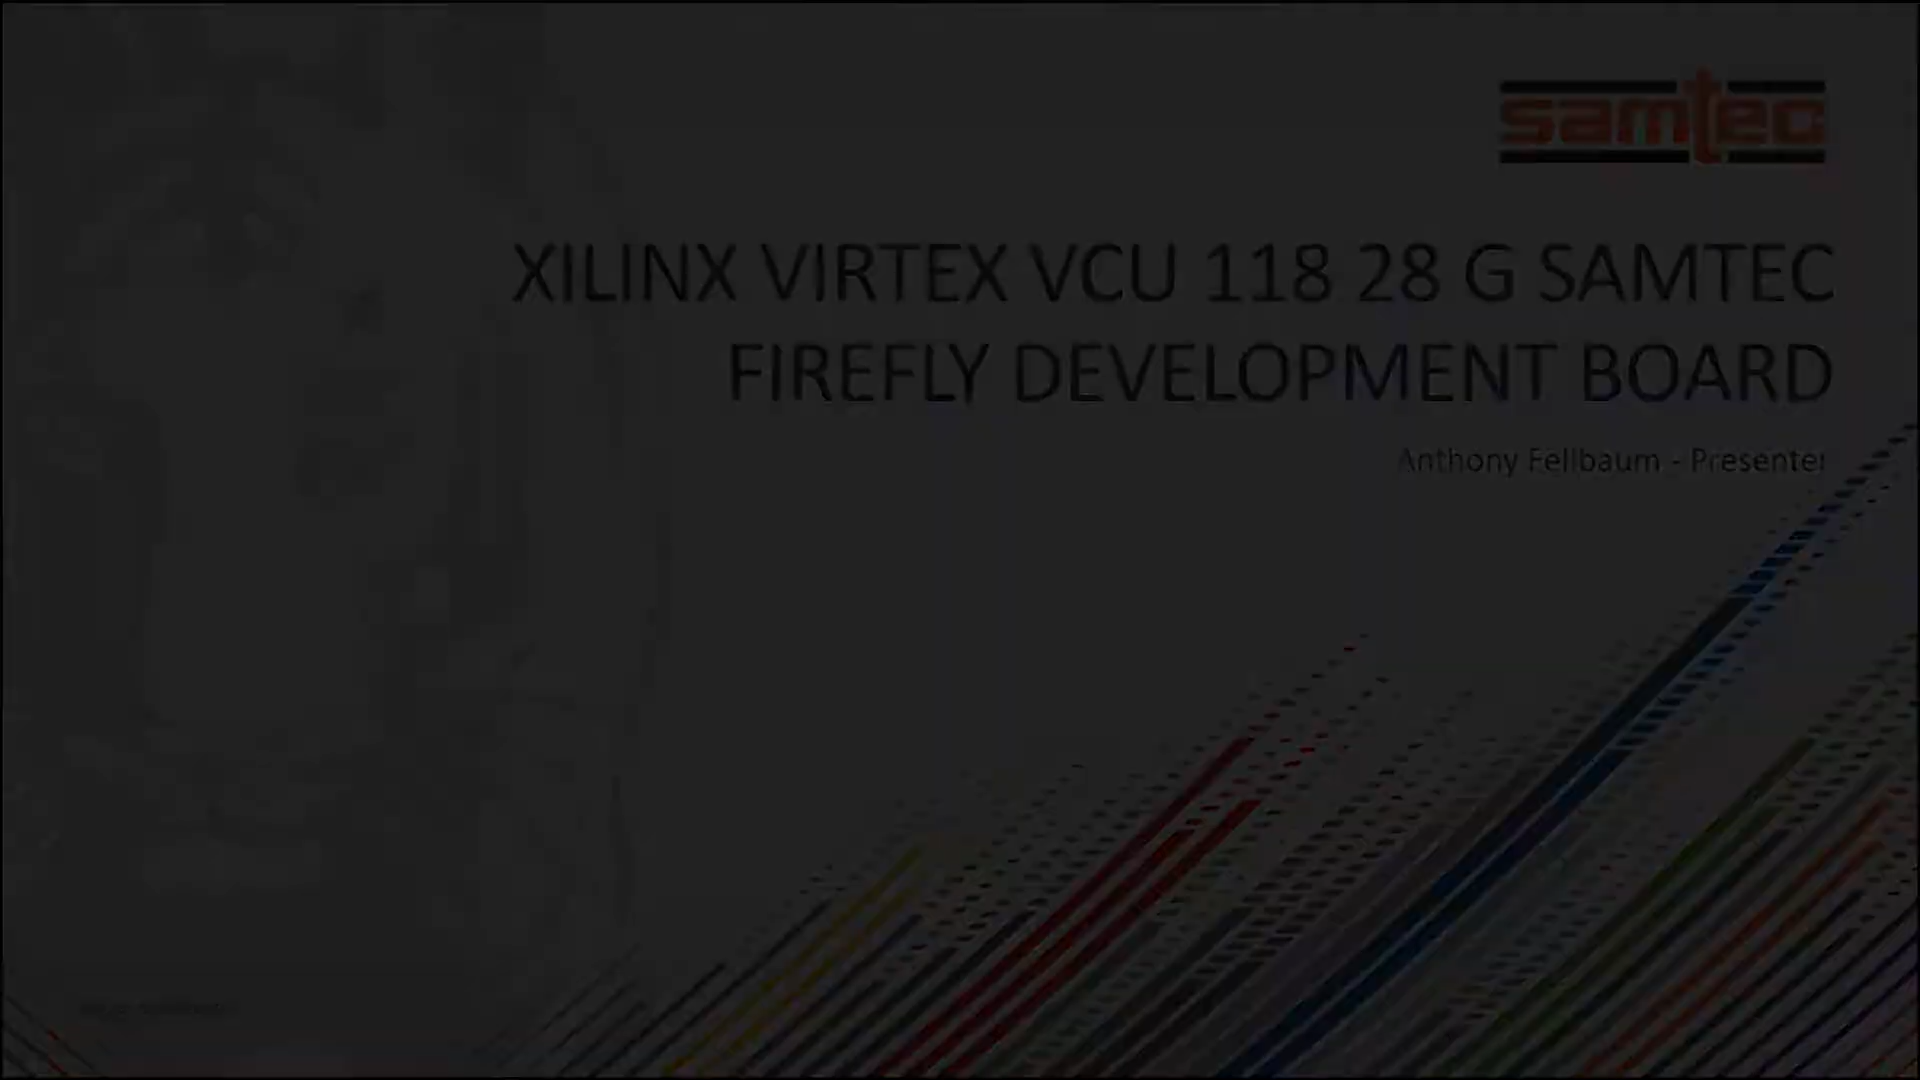 samtec
XILINX VIRTEX VCU 118 28 G SAMTEC
FIREFLY DEVELOPMENT BOARD
Anthony Fellbaum - Presenter